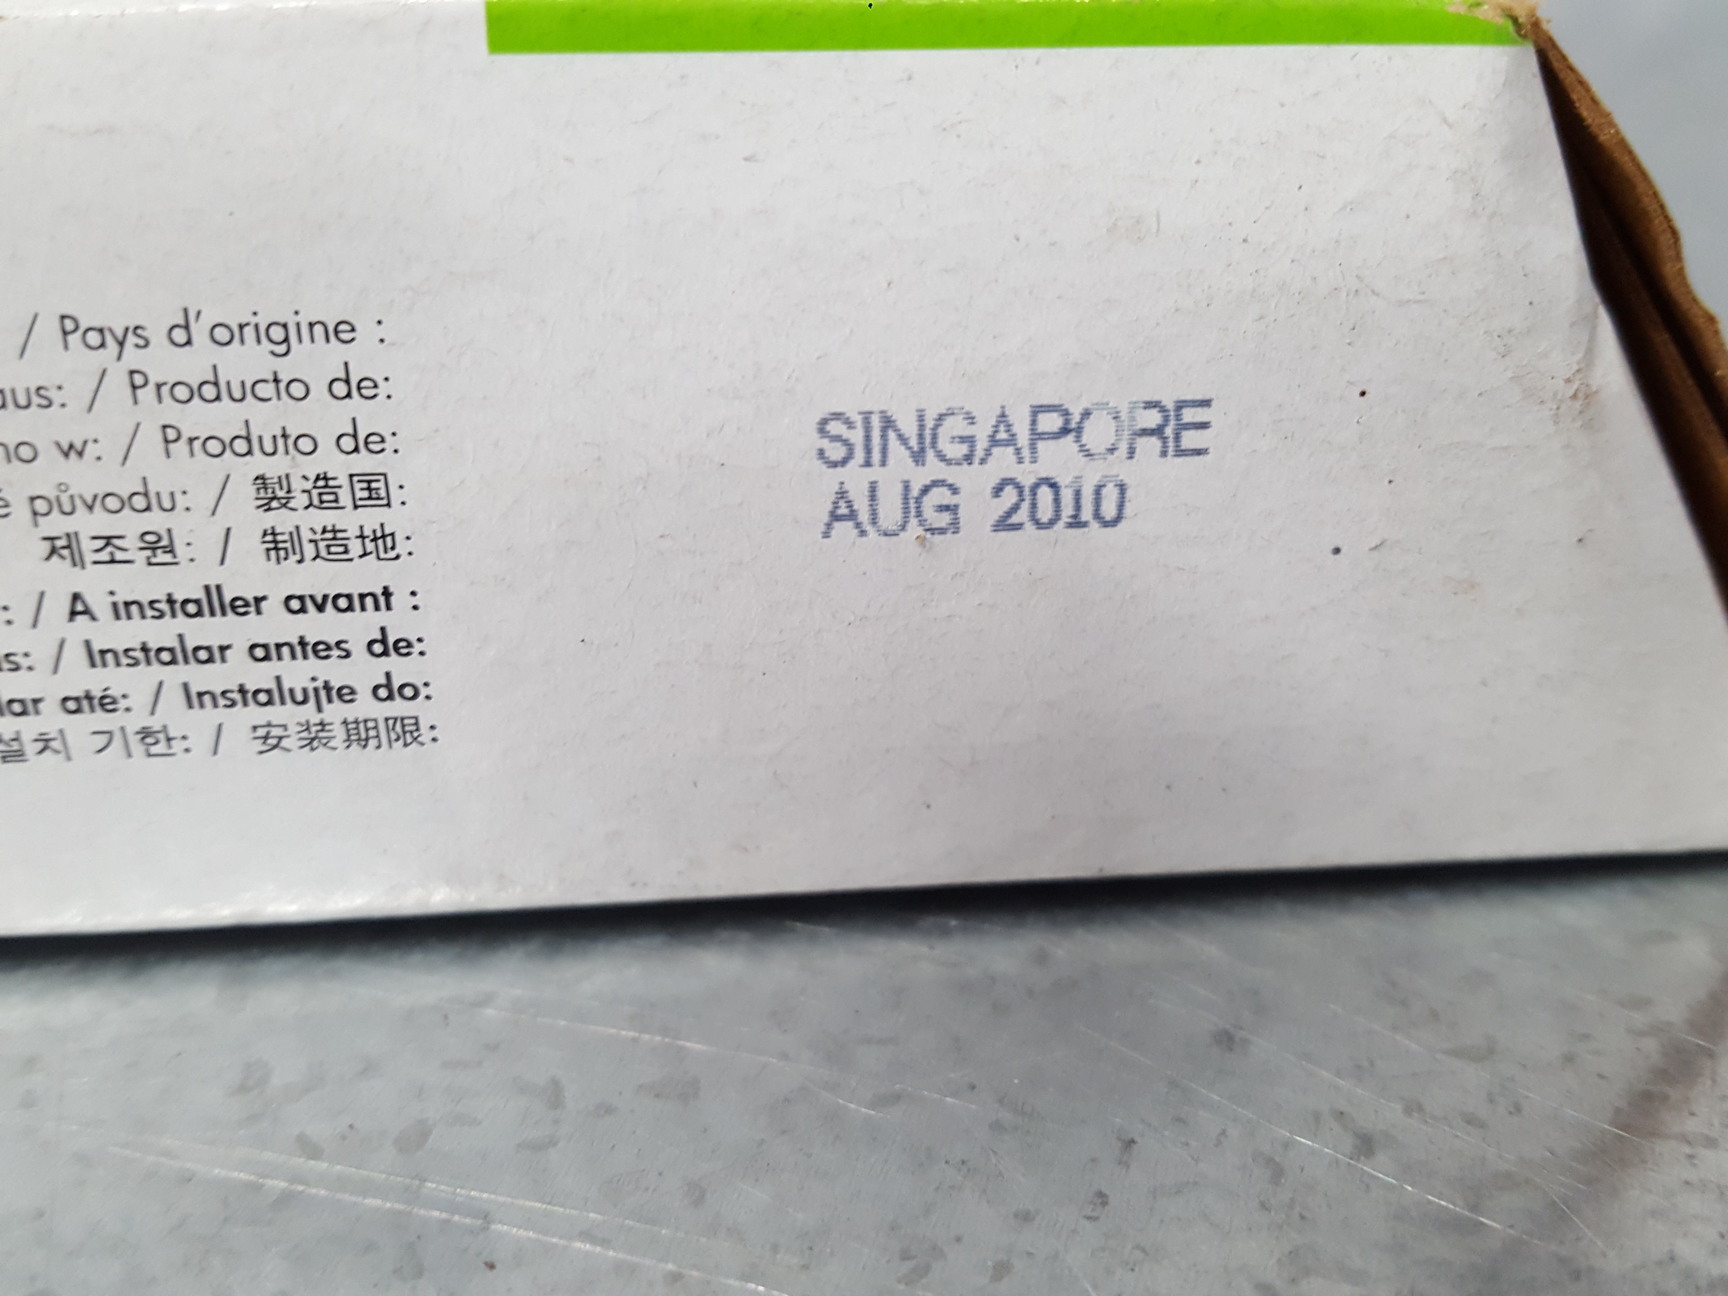 / Pays d'origine :
aus: / Producto de:
no w: / Produto de:
é původu: / 製造国:
제조원: / 制造地:
: / A installer avant :
s: / Instalar antes de:
lar até: / Instalujte do:
설치 기한: / 安装期限:
SINGAPORE
AUG 2010